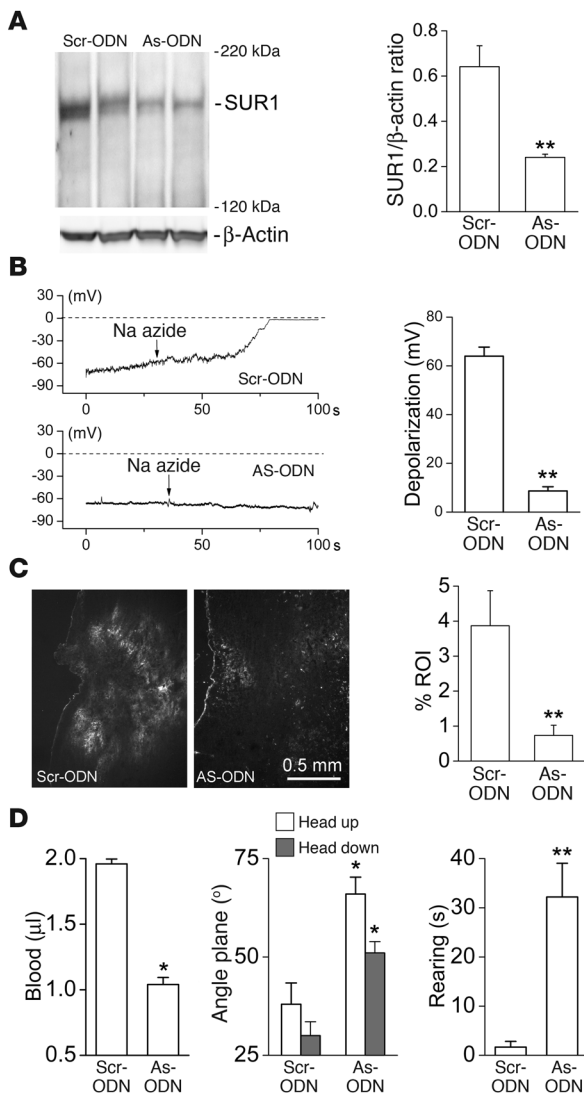 A
Scr-ODN As-ODN
-220 kDa
-SUR1
-120 kDa
-β-Actin
SUR1/β-actin ratio
0.8
0.6
0.4
0.2
0.0
**
Scr-ODN
As-ODN
B
(mV)
30
0
-30
-60
-90
Na azide
Scr-ODN
0 50 100 s
(mV)
30
0
-30
-60
-90
Na azide
AS-ODN
0 50 100 s
Depolarization (mV)
80
60
40
20
0
**
Scr-ODN
As-ODN
C
Scr-ODN
AS-ODN
0.5 mm
% ROI
5
4
3
2
1
0
**
Scr-ODN
As-ODN
D
Blood (μl)
2.0
1.5
1.0
0.5
*
Scr-ODN
As-ODN
Head up
Head down
Angle plane (º)
75
50
25
*
*
Scr-ODN
As-ODN
Rearing (s)
40
30
20
10
0
**
Scr-ODN
As-ODN